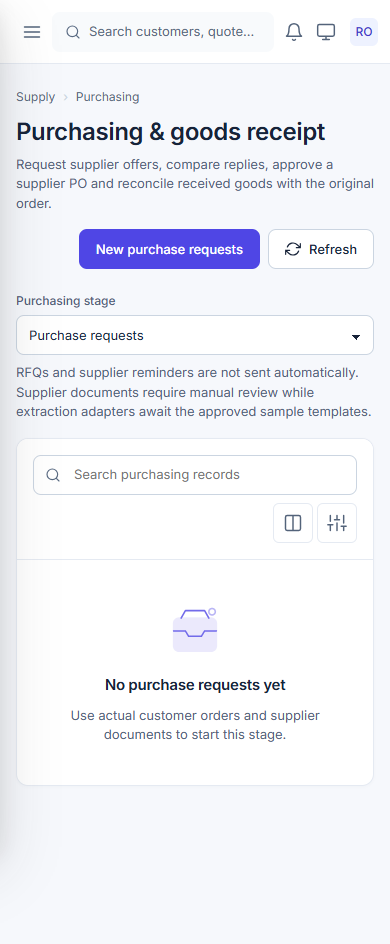 Search customers, quote...
RO
Supply
Purchasing
Purchasing & goods receipt
Request supplier offers, compare replies, approve a
supplier PO and reconcile received goods with the original
order.
New purchase requests
Refresh
Purchasing stage
Purchase requests
RFQs and supplier reminders are not sent automatically.
Supplier documents require manual review while
extraction adapters await the approved sample templates.
Search purchasing records
No purchase requests yet
Use actual customer orders and supplier
documents to start this stage.